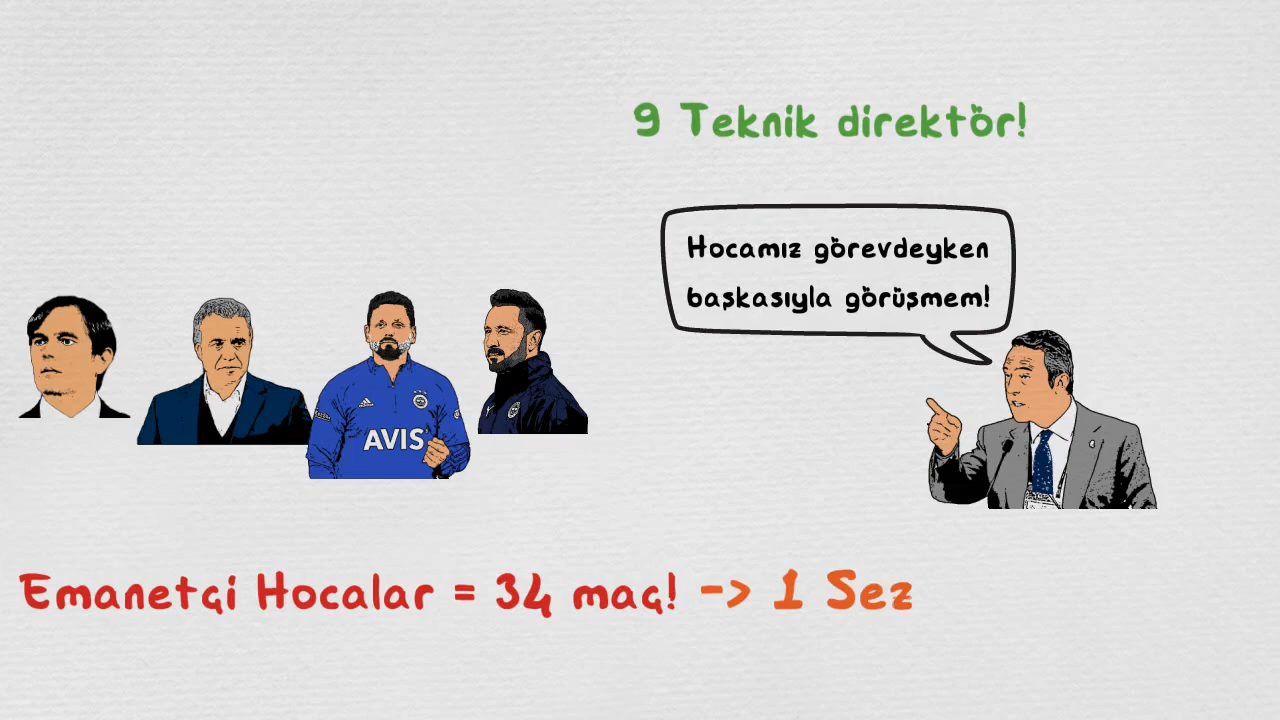 9 Teknik direktör!
Hocamız görevdeyken
başkasıyla görüşmem!
AVIS
Emanetçi Hocalar = 34 maç! -> 1 Sez